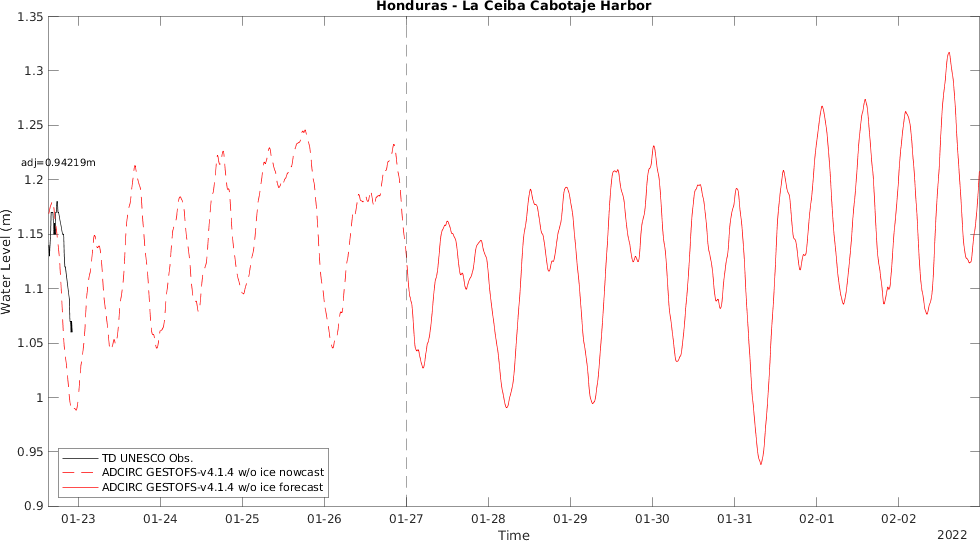 Honduras - La Ceiba Cabotaje Harbor
1.35
1.3
1.25
1.2
1.15
1.1
1.05
1
0.95
0.9
Water Level (m)
adj=0.94219m
TD UNESCO Obs.
ADCIRC GESTOFS-v4.1.4 w/o ice nowcast
ADCIRC GESTOFS-v4.1.4 w/o ice forecast
01-23 01-24 01-25 01-26 01-27 01-28 01-29 01-30 01-31 02-01 02-02
Time
2022